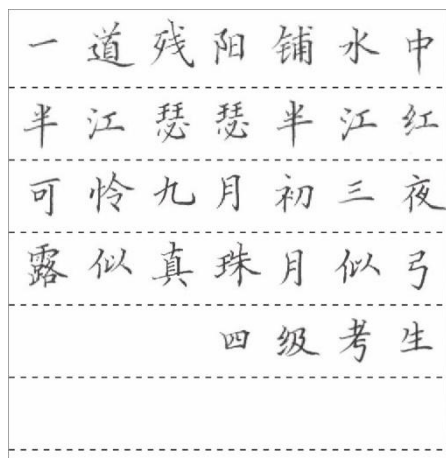 一道残阳铺水中
半江瑟瑟半江红
可怜九月初三夜
露似真珠月似弓
四级考生